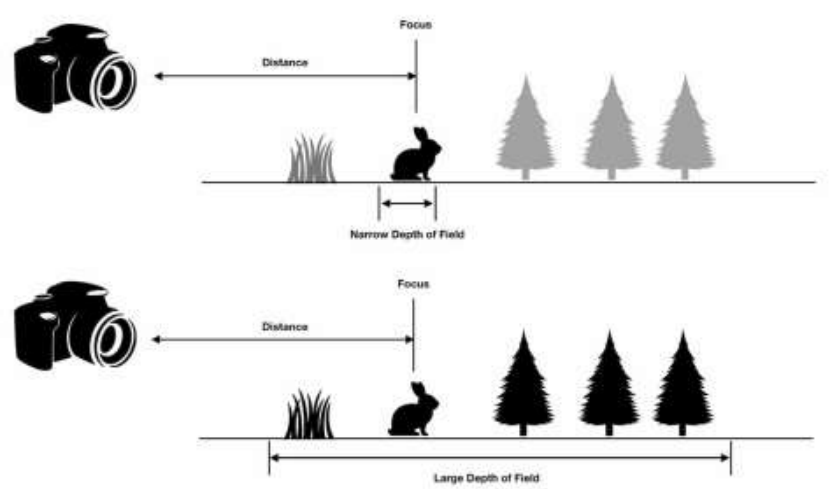 Focus
Distance
Narrow Depth of Field
Focus
Distance
Large Depth of Field